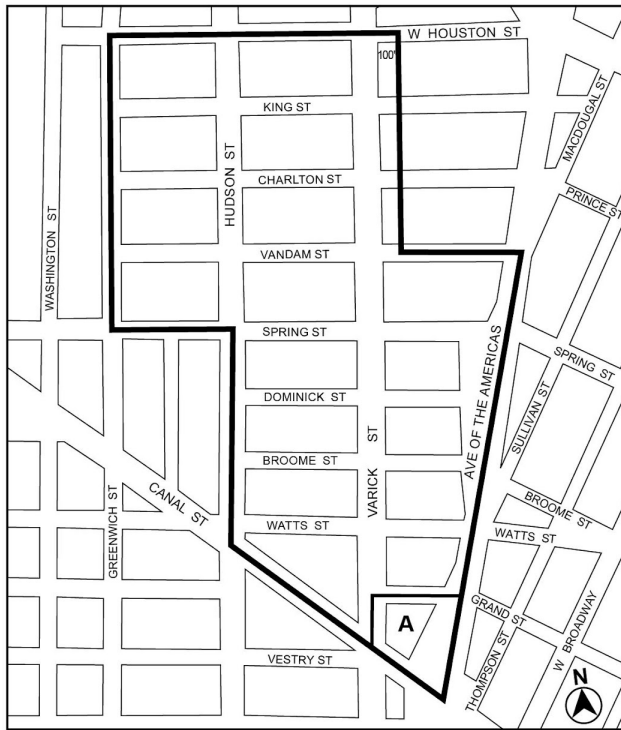 W HOUSTON ST
100'
KING ST
MACDOUGAL ST
HUDSON ST
CHARLTON ST
PRINCE ST
WASHINGTON ST
VANDAM ST
SPRING ST
AVE OF THE AMERICAS
SPRING ST
DOMINICK ST
SULLIVAN ST
VARICK ST
BROOME ST
CANAL ST
GREENWICH ST
BROOME ST
WATTS ST
WATTS ST
A
GRAND ST
THOMPSON ST
W BROADWAY
VESTRY ST
N